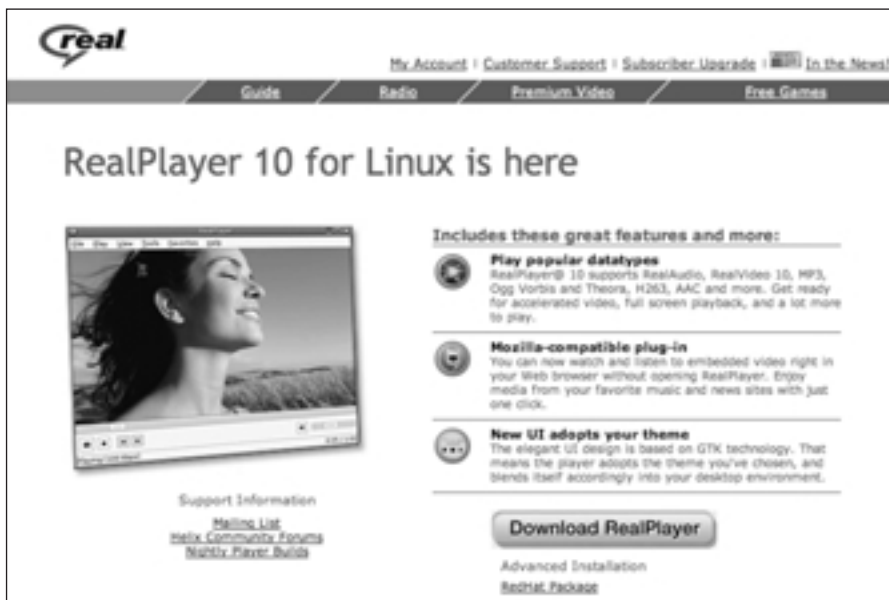 real
My Account | Customer Support | Subscriber Upgrade | In the News!
Guide Radio Premium Video Free Games
RealPlayer 10 for Linux is here
RealPlayer
File Play View Tools Favorites Help
Includes these great features and more:
Play popular datatypes
RealPlayer® 10 supports RealAudio, RealVideo 10, MP3,
Ogg Vorbis and Theora, H263, AAC and more. Get ready
for accelerated video, full screen playback, and a lot more
to play.
Mozilla-compatible plug-in
You can now watch and listen to embedded video right in
your Web browser without opening RealPlayer. Enjoy
media from your favorite music and news sites with just
one click.
New UI adopts your theme
The elegant UI design is based on GTK technology. That
means the player adopts the theme you've chosen, and
blends itself accordingly into your desktop environment.
Support Information
Mailing List
Helix Community Forums
Nightly Player Builds
Download RealPlayer
Advanced Installation
RedHat Package